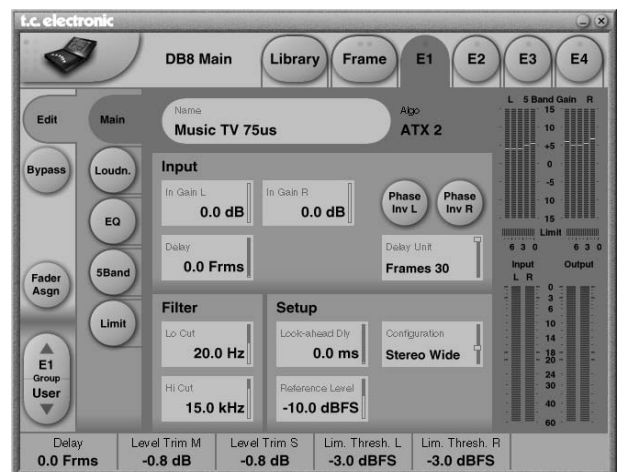 t.c. electronic
DB8 Main
Library
Frame
E1
E2
E3
E4
Edit
Bypass
Fader
Asgn
E1
Group
User
Main
Loudn.
EQ
5Band
Limit
Name
Music TV 75us
Algo
ATX 2
Input
In Gain L
0.0 dB
In Gain R
0.0 dB
Phase
Inv L
Phase
Inv R
Delay
0.0 Frms
Delay Unit
Frames 30
Filter
Lo Cut
20.0 Hz
Hi Cut
15.0 kHz
Setup
Look-ahead Dly
0.0 ms
Configuration
Stereo Wide
Reference Level
-10.0 dBFS
L 5 Band Gain R
15
10
+5
0
-5
10
15
Limit
6 3 0 6 3 0
Input Output
L R
0
3
6
10
14
18
20
24
30
40
60
Delay
0.0 Frms
Level Trim M
-0.8 dB
Level Trim S
-0.8 dB
Lim. Thresh. L
-3.0 dBFS
Lim. Thresh. R
-3.0 dBFS